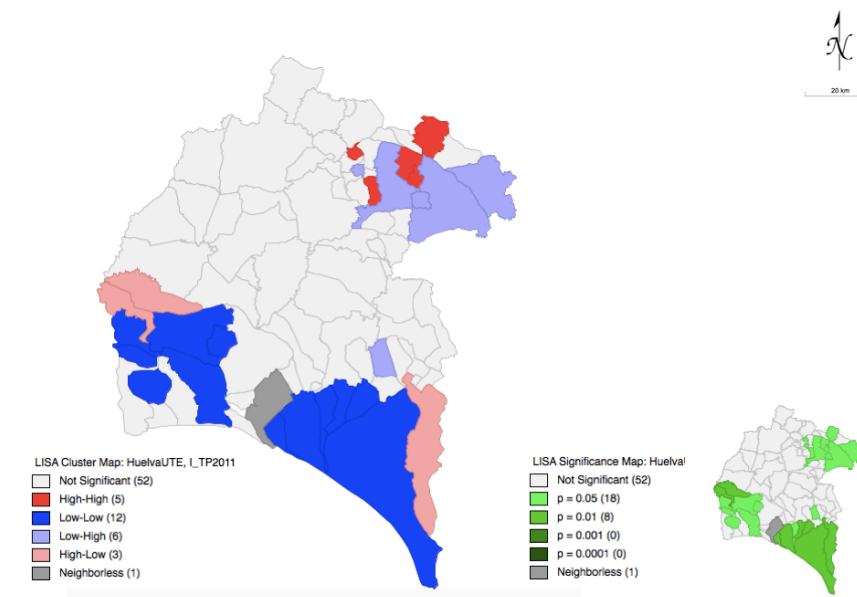 N
20 km
LISA Cluster Map: HuelvaUTE, I_TP2011
Not Significant (52)
High-High (5)
Low-Low (12)
Low-High (6)
High-Low (3)
Neighborless (1)
LISA Significance Map: Huelval
Not Significant (52)
p = 0.05 (18)
p = 0.01 (8)
p = 0.001 (0)
p = 0.0001 (0)
Neighborless (1)